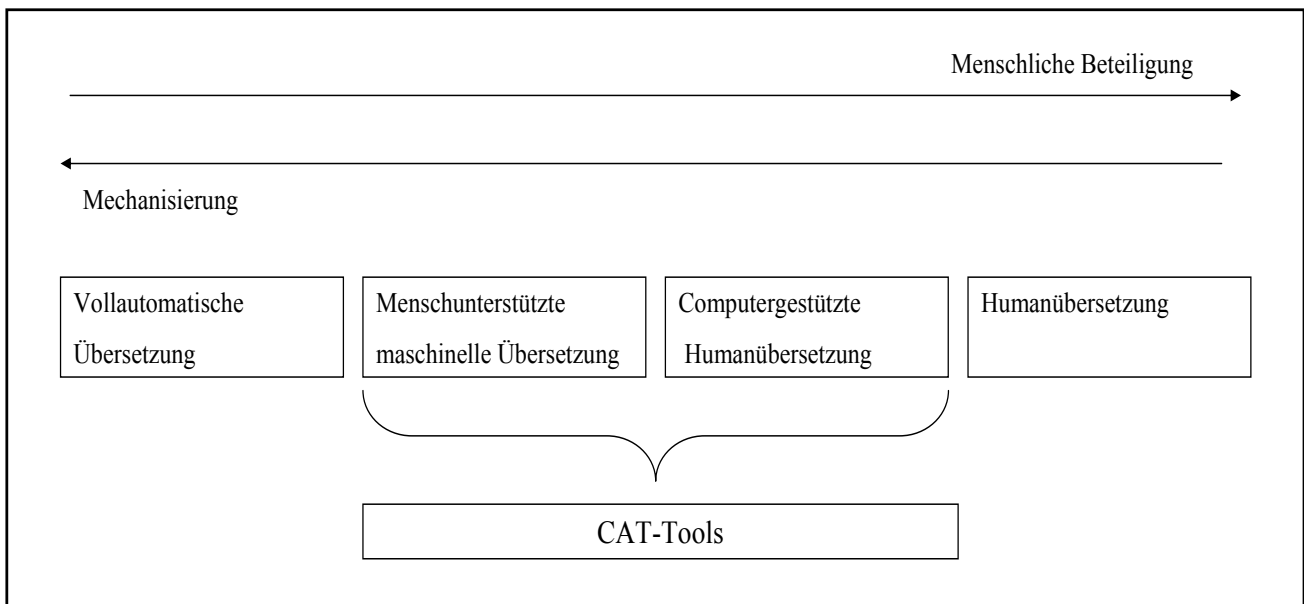 Menschliche Beteiligung
Mechanisierung
Vollautomatische
Übersetzung
Menschunterstützte
maschinelle Übersetzung
Computergestützte
Humanübersetzung
Humanübersetzung
CAT-Tools